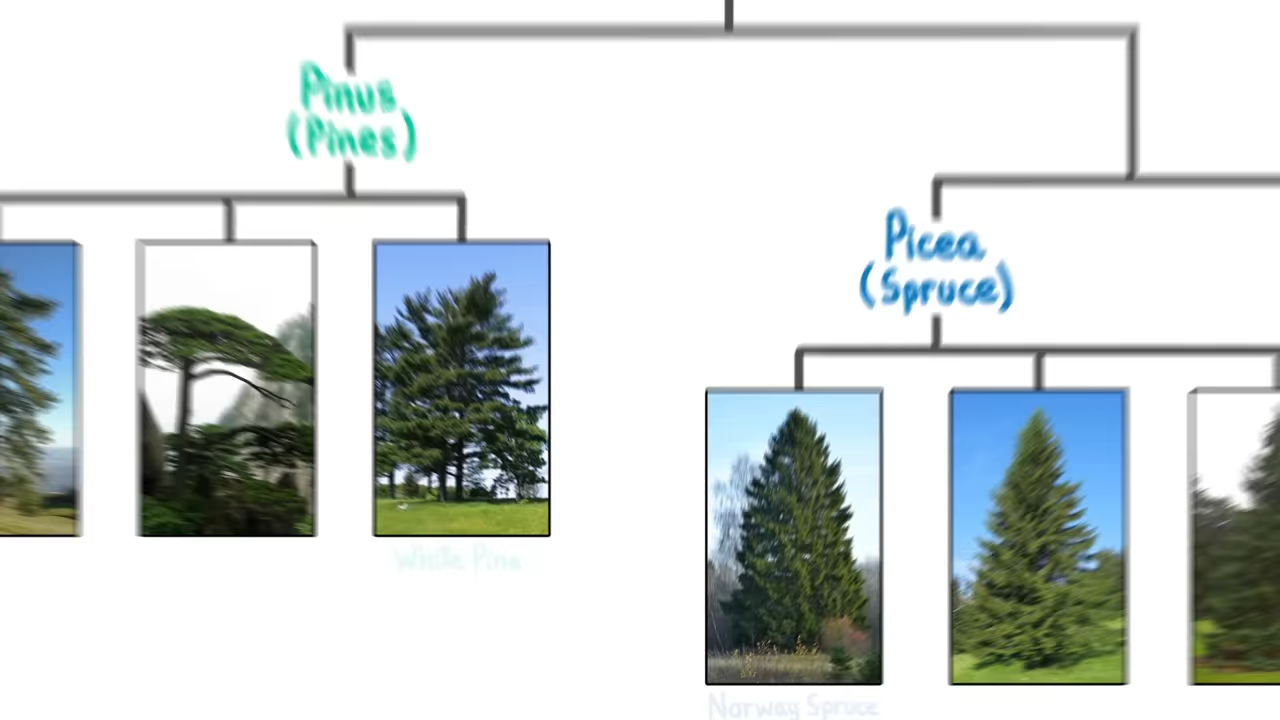 Pinus
(Pines)
Picea
(Spruce)
White Pine
Norway Spruce